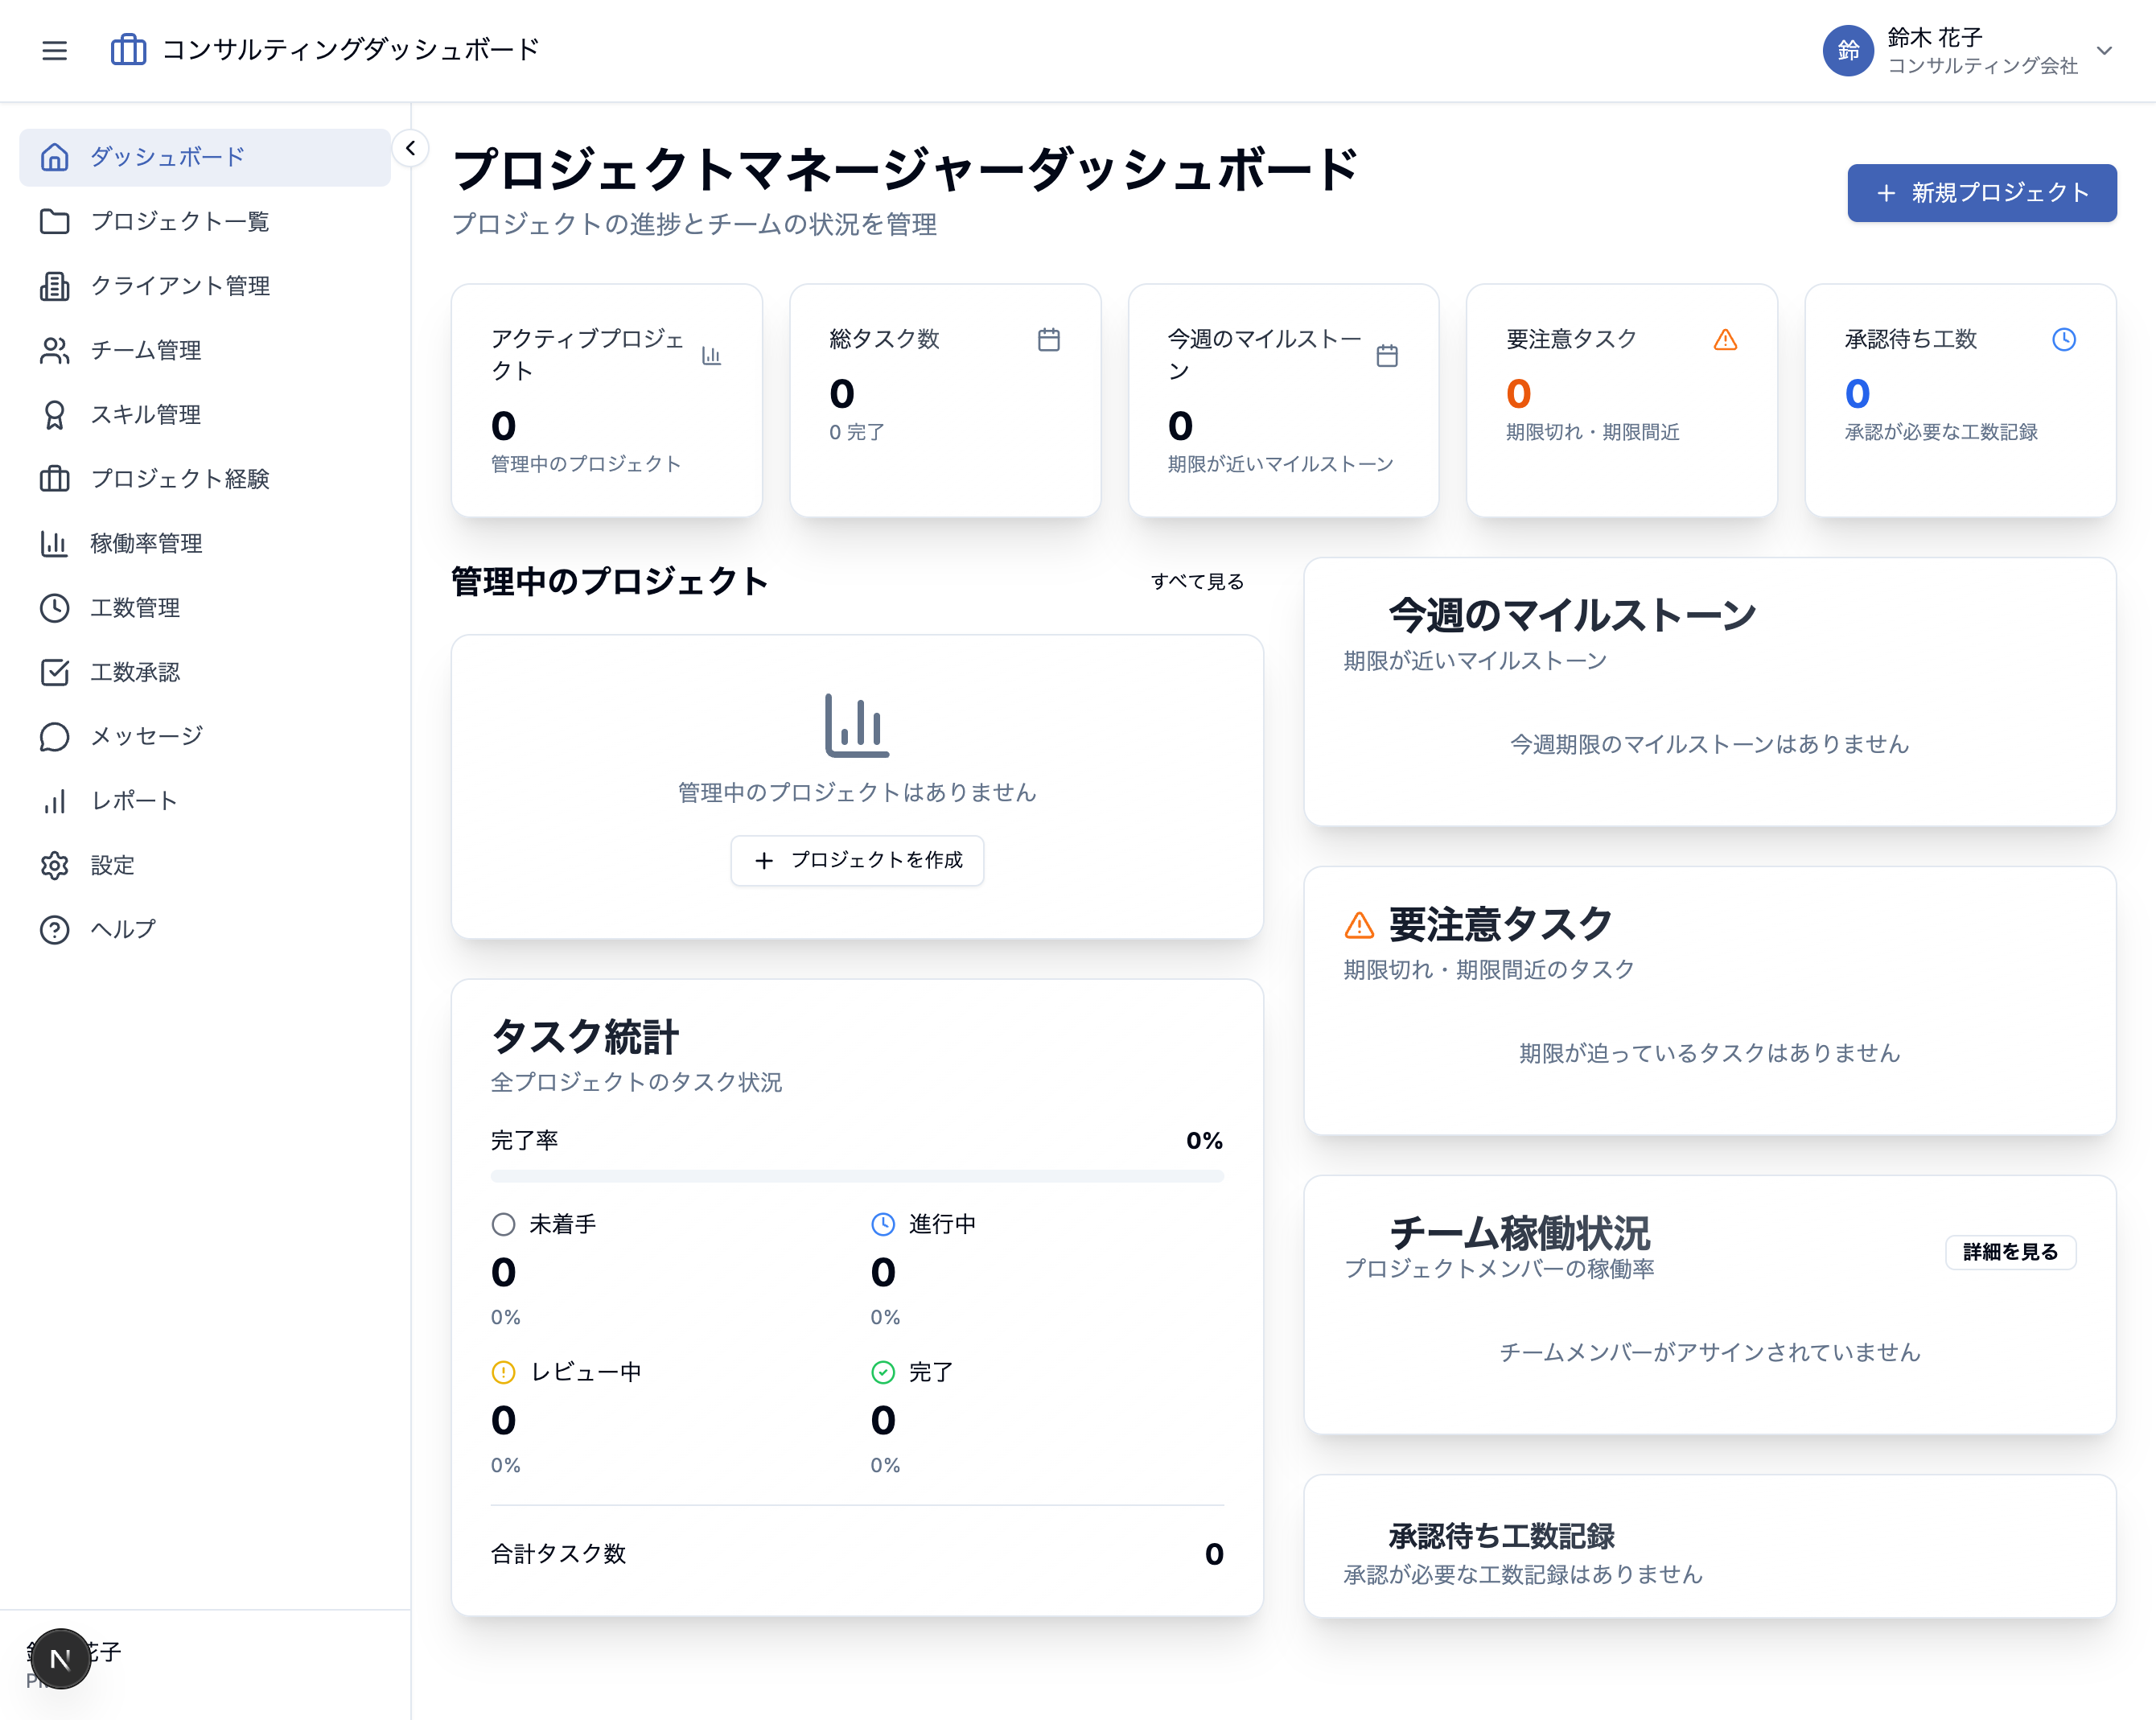 コンサルティングダッシュボード
鈴
鈴木 花子
コンサルティング会社
ダッシュボード
プロジェクト一覧
クライアント管理
チーム管理
スキル管理
プロジェクト経験
稼働率管理
工数管理
工数承認
メッセージ
レポート
設定
ヘルプ
花子
N
プロジェクトマネージャーダッシュボード
プロジェクトの進捗とチームの状況を管理
新規プロジェクト
アクティブプロジェ
クト
0
管理中のプロジェクト
総タスク数
0
0 完了
今週のマイルストー
ン
0
期限が近いマイルストーン
要注意タスク
0
期限切れ・期限間近
承認待ち工数
0
承認が必要な工数記録
管理中のプロジェクト
すべて見る
管理中のプロジェクトはありません
プロジェクトを作成
タスク統計
全プロジェクトのタスク状況
完了率
0%
未着手
0
0%
進行中
0
0%
レビュー中
0
0%
完了
0
0%
合計タスク数
0
今週のマイルストーン
期限が近いマイルストーン
今週期限のマイルストーンはありません
要注意タスク
期限切れ・期限間近のタスク
期限が迫っているタスクはありません
チーム稼働状況
プロジェクトメンバーの稼働率
詳細を見る
チームメンバーがアサインされていません
承認待ち工数記録
承認が必要な工数記録はありません